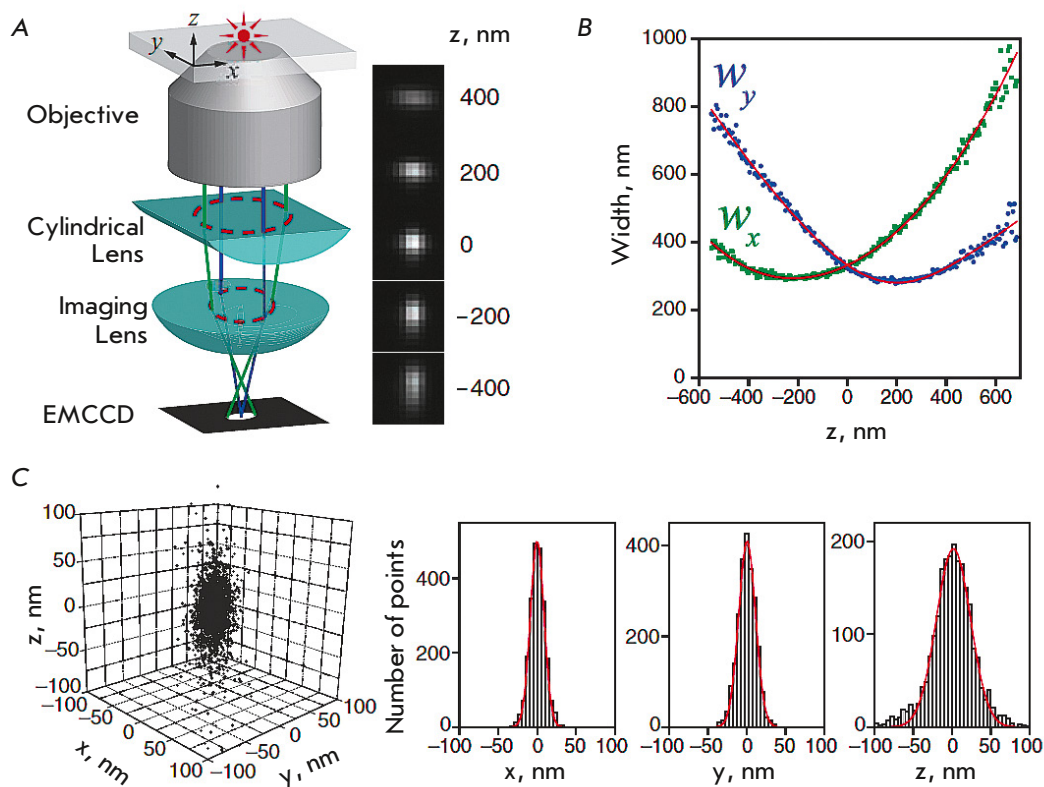 A
z
y
x
Objective
Cylindrical
Lens
Imaging
Lens
EMCCD
z, nm
400
200
0
−200
−400
B
1000
800
600
400
200
0
Width, nm
wy
wx
−600 −400 −200 0 200 400 600
z, nm
C
100
50
0
−50
−100
z, nm
−100
−50
0
50
100
x, nm
−100
−50
0
50
100
y, nm
Number of points
400
200
0
−100 −50 0 50 100
x, nm
400
200
0
−100 −50 0 50 100
y, nm
200
100
0
−100 −50 0 50 100
z, nm